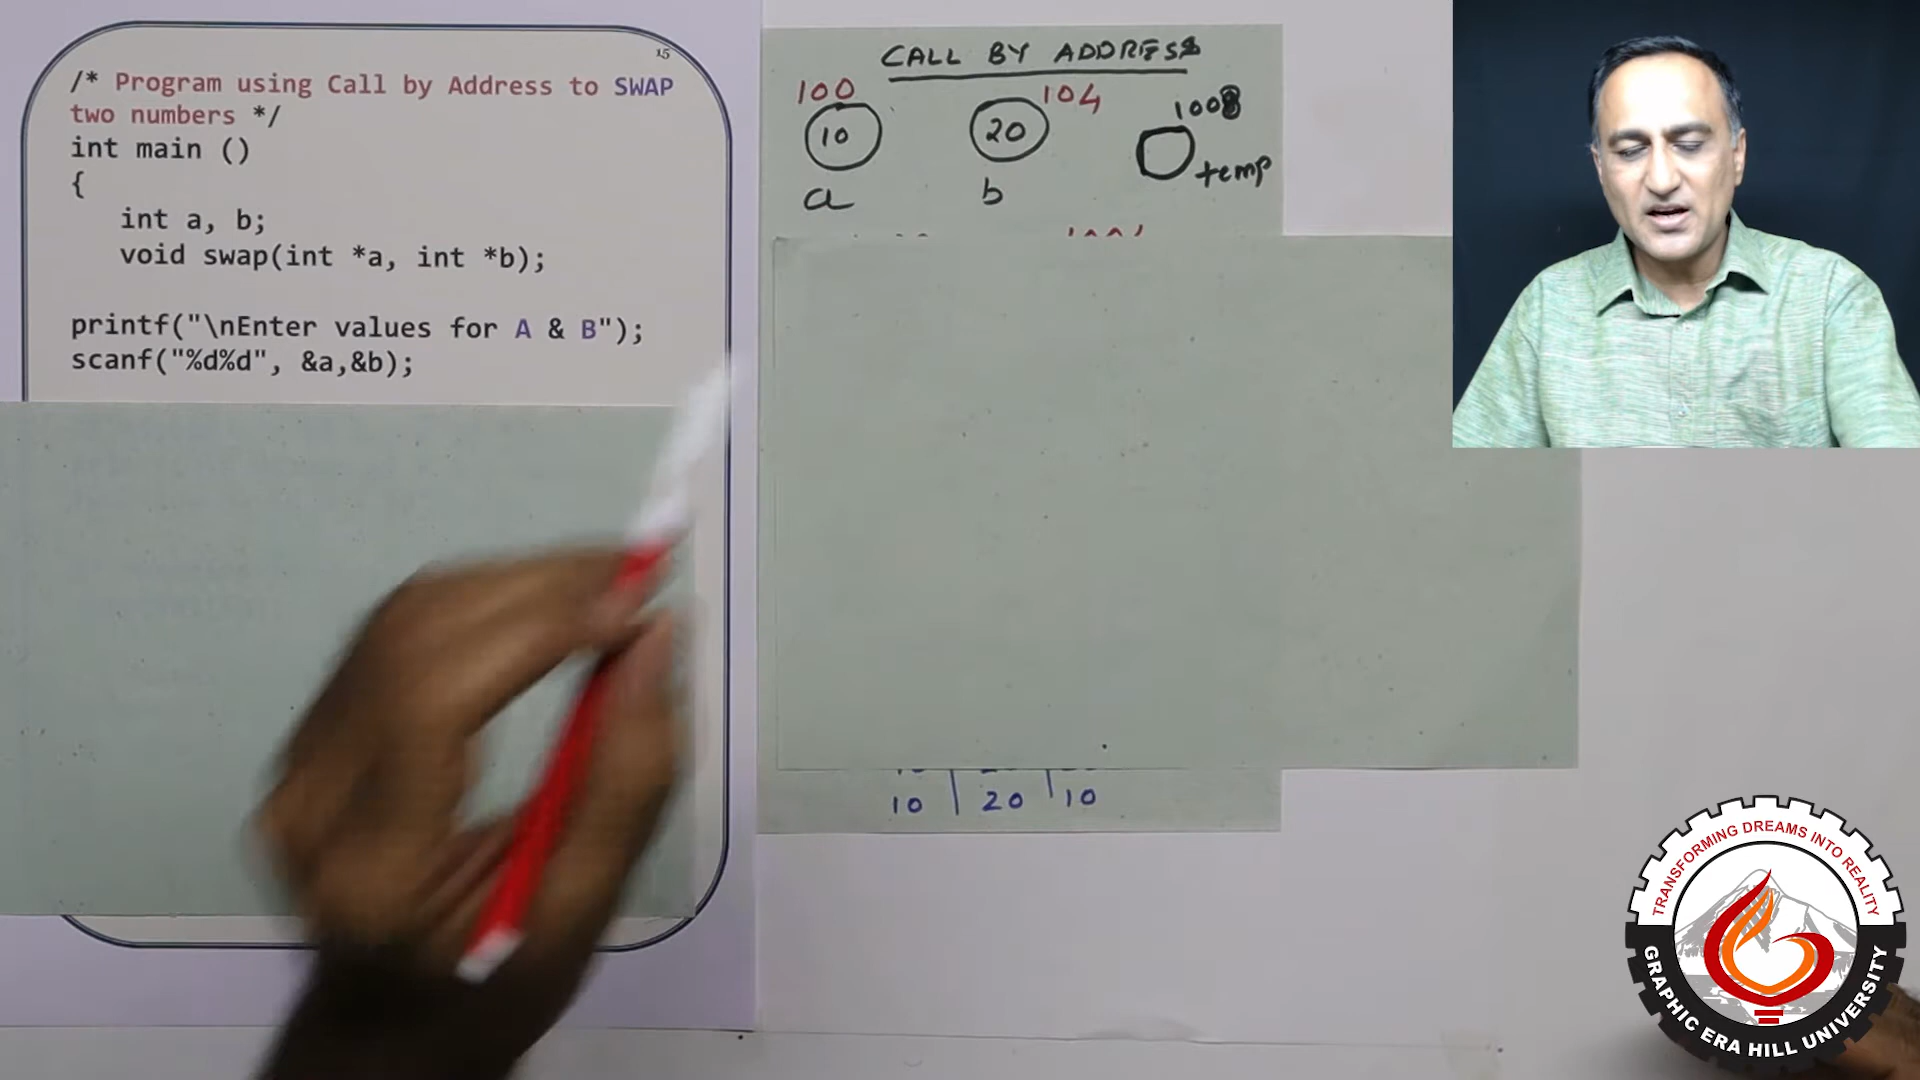 15
/* Program using Call by Address to SWAP
two numbers */
int main ()
{
int a, b;
void swap(int *a, int *b);
printf("\nEnter values for A & B");
scanf("%d%d", &a,&b);
CALL BY ADDRESS
100
104
1008
10
20
temp
a
b
10 | 20 | 10
TRANSFORMING DREAMS INTO REALITY
GRAPHIC ERA HILL UNIVERSITY